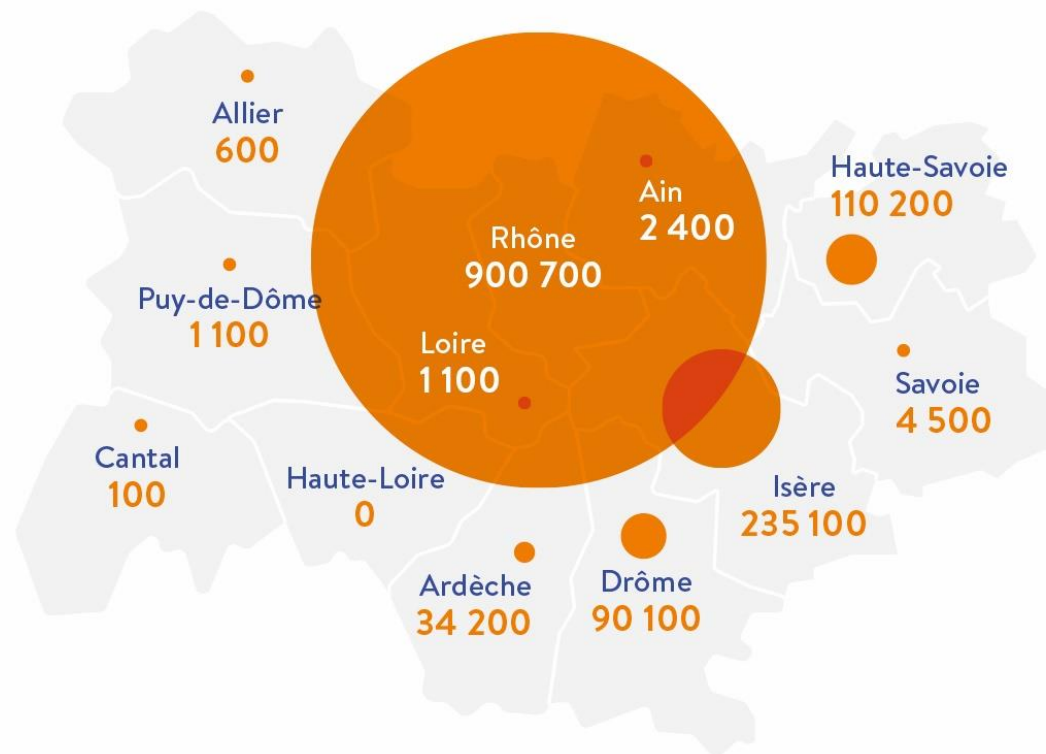 Allier
600
Haute-Savoie
110 200
Ain
2 400
Rhône
900 700
Puy-de-Dôme
1 100
Loire
1 100
Savoie
4 500
Cantal
100
Haute-Loire
0
Isère
235 100
Ardèche
34 200
Drôme
90 100